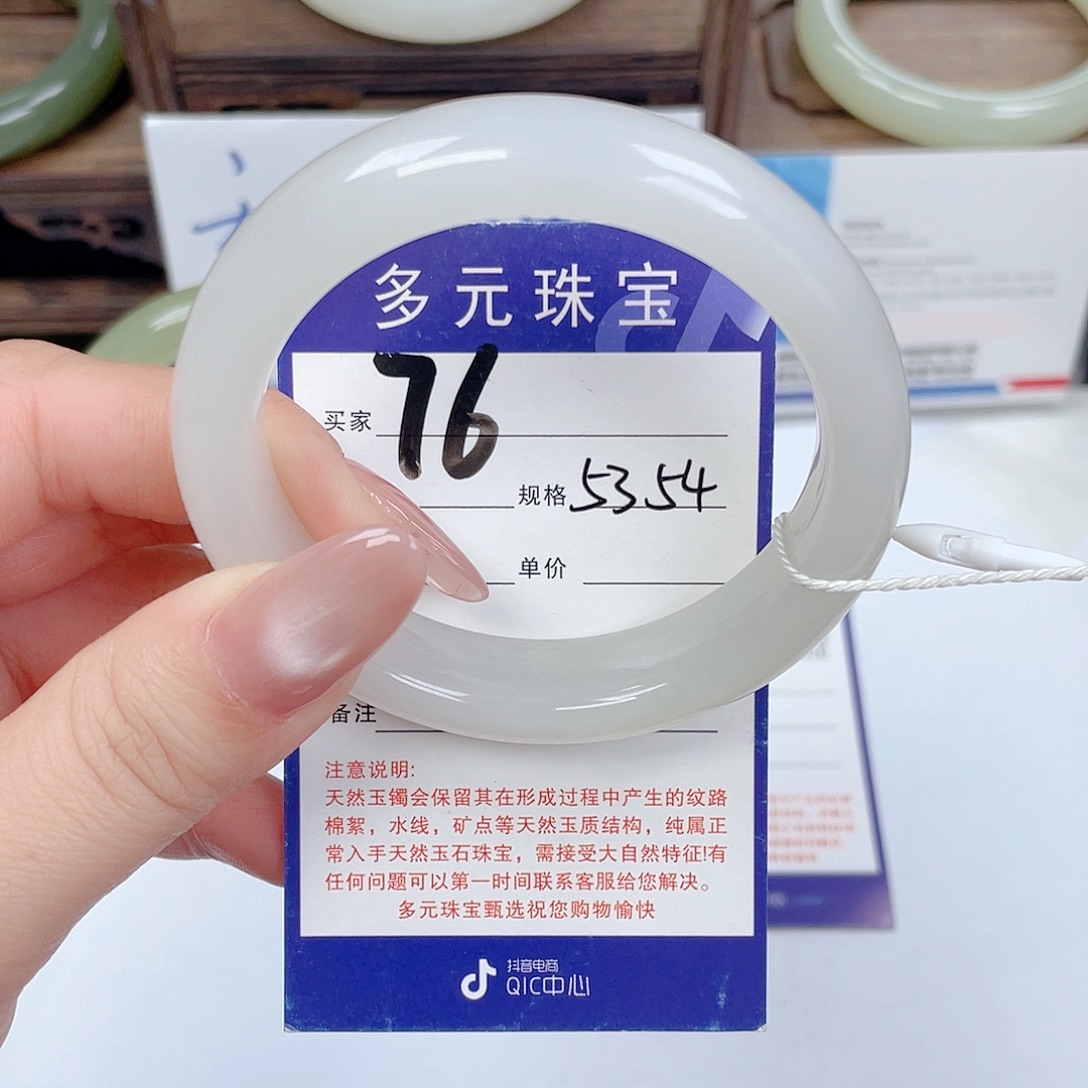 多元珠宝
76
买家
规格 53 54
单价
备注
注意说明:
天然玉镯会保留其在形成过程中产生的纹路
棉絮，水线，矿点等天然玉质结构，纯属正
常入手天然玉石珠宝，需接受大自然特征!有
任何问题可以第一时间联系客服给您解决。
多元珠宝甄选祝您购物愉快
抖音电商
QIC中心